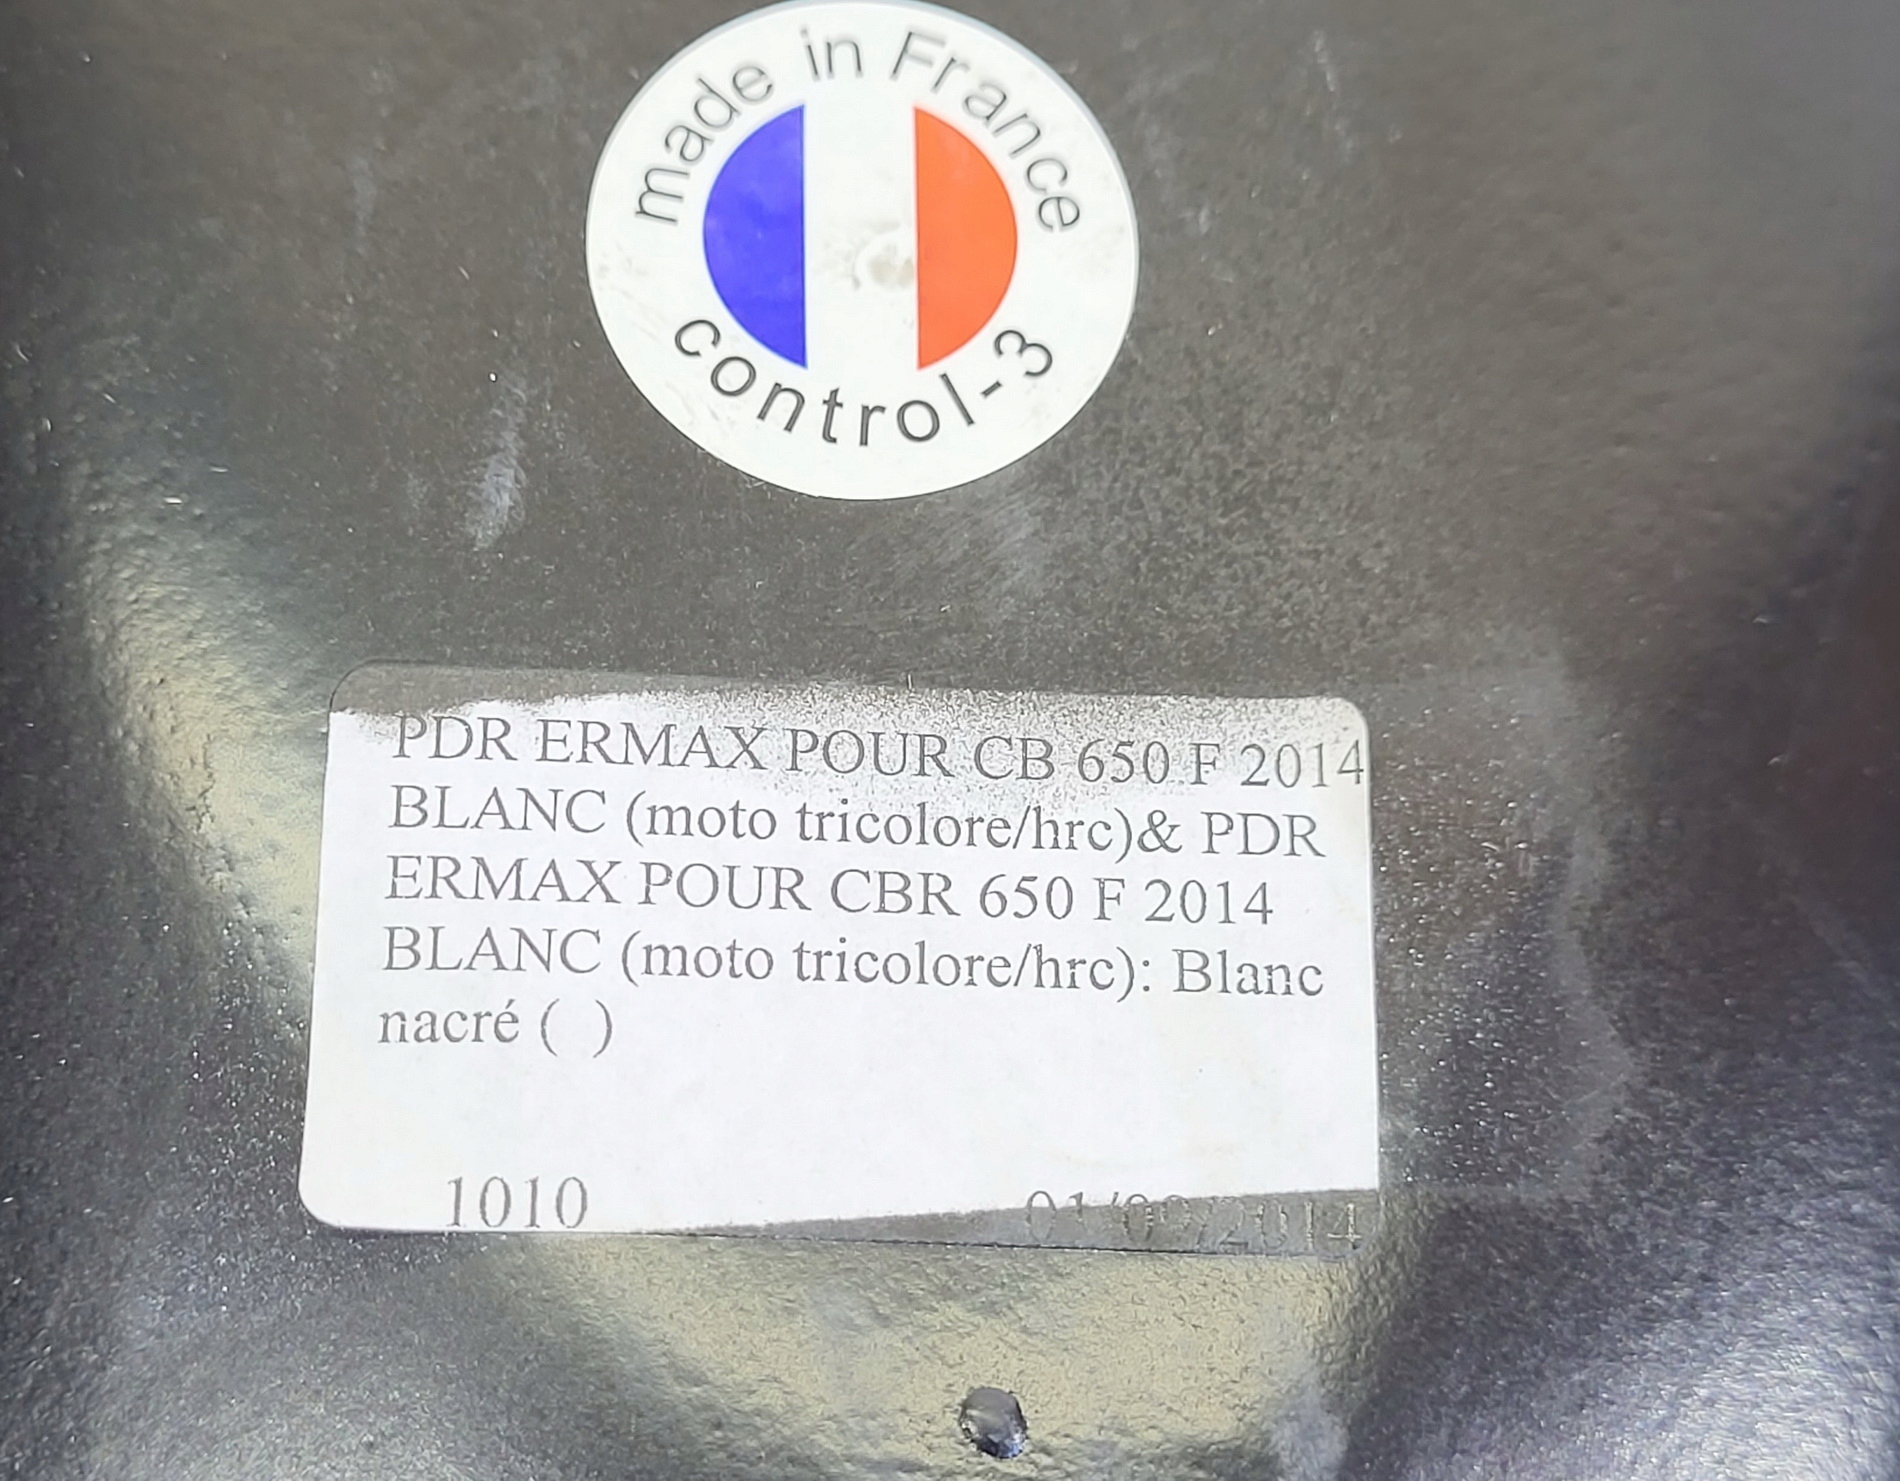 made in France
control-3
PDR ERMAX POUR CB 650 F 2014
BLANC (moto tricolore/hrc)& PDR
ERMAX POUR CBR 650 F 2014
BLANC (moto tricolore/hrc): Blanc
nacré (  )
1010